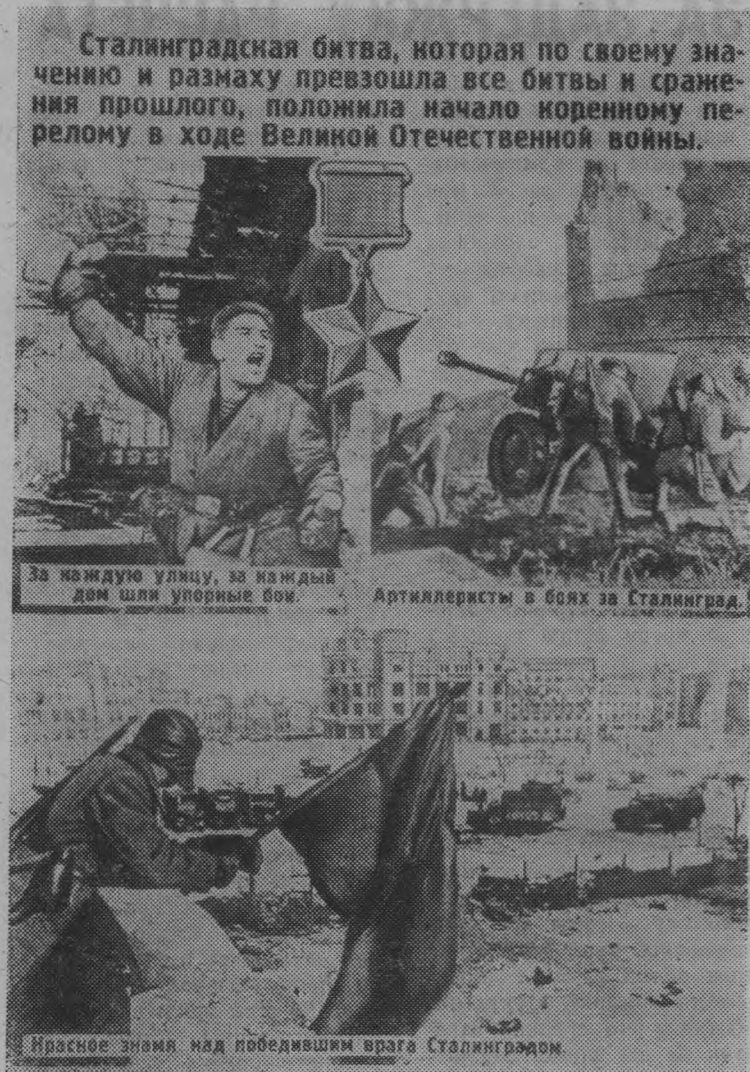 Сталинградская битва, которая по своему зна-
чению и размаху превзошла все битвы и сраже-
ния прошлого, положила начало коренному пе-
релому в ходе Великой Отечественной войны.
За каждую улицу, за каждый
дом шли упорные бои.
Артиллеристы в боях за Сталинград.
Красное знамя над победившим врага Сталинградом.